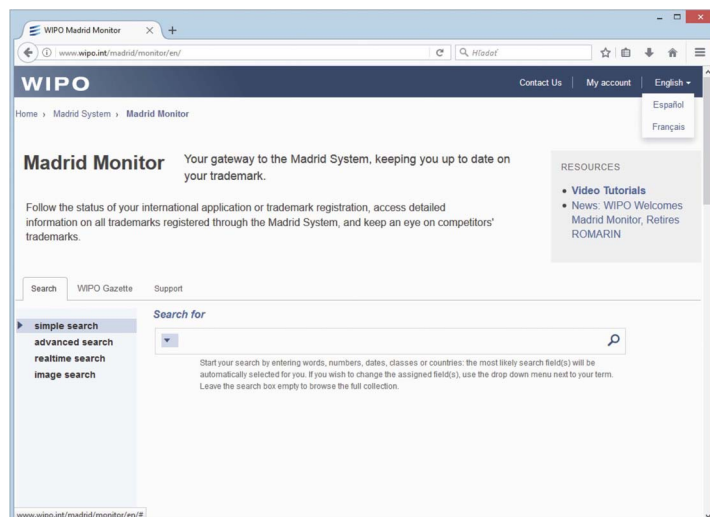 WIPO Madrid Monitor
www.wipo.int/madrid/monitor/en/
Hľadať
WIPO
Contact Us
My account
English
Español
Français
Home › Madrid System › Madrid Monitor
Madrid Monitor
Your gateway to the Madrid System, keeping you up to date on
your trademark.
Follow the status of your international application or trademark registration, access detailed
information on all trademarks registered through the Madrid System, and keep an eye on competitors'
trademarks.
RESOURCES
• Video Tutorials
• News: WIPO Welcomes
Madrid Monitor, Retires
ROMARIN
Search
WIPO Gazette
Support
simple search
advanced search
realtime search
image search
Search for
Start your search by entering words, numbers, dates, classes or countries: the most likely search field(s) will be
automatically selected for you. If you wish to change the assigned field(s), use the drop down menu next to your term.
Leave the search box empty to browse the full collection.
www.wipo.int/madrid/monitor/en/#